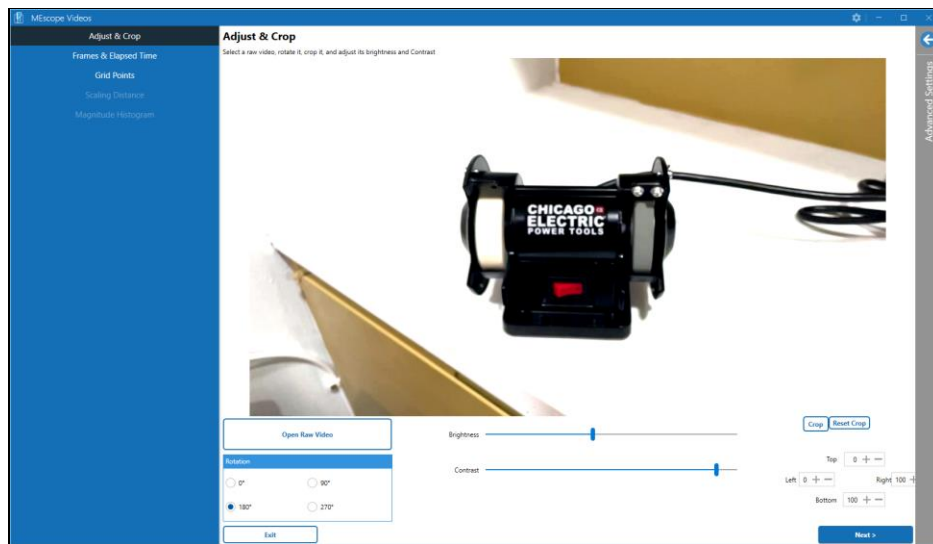 MEscope Videos
Adjust & Crop
Frames & Elapsed Time
Grid Points
Scaling Distance
Magnitude Histogram
Adjust & Crop
Select a raw video, rotate it, crop it, and adjust its brightness and Contrast
CHICAGO
ELECTRIC
POWER TOOLS
Advanced Settings
Open Raw Video
Rotation
0°
90°
180°
270°
Exit
Brightness
Contrast
Crop
Reset Crop
Top 0 + −
Left 0 + −
Right 100 +
Bottom 100 + −
Next >